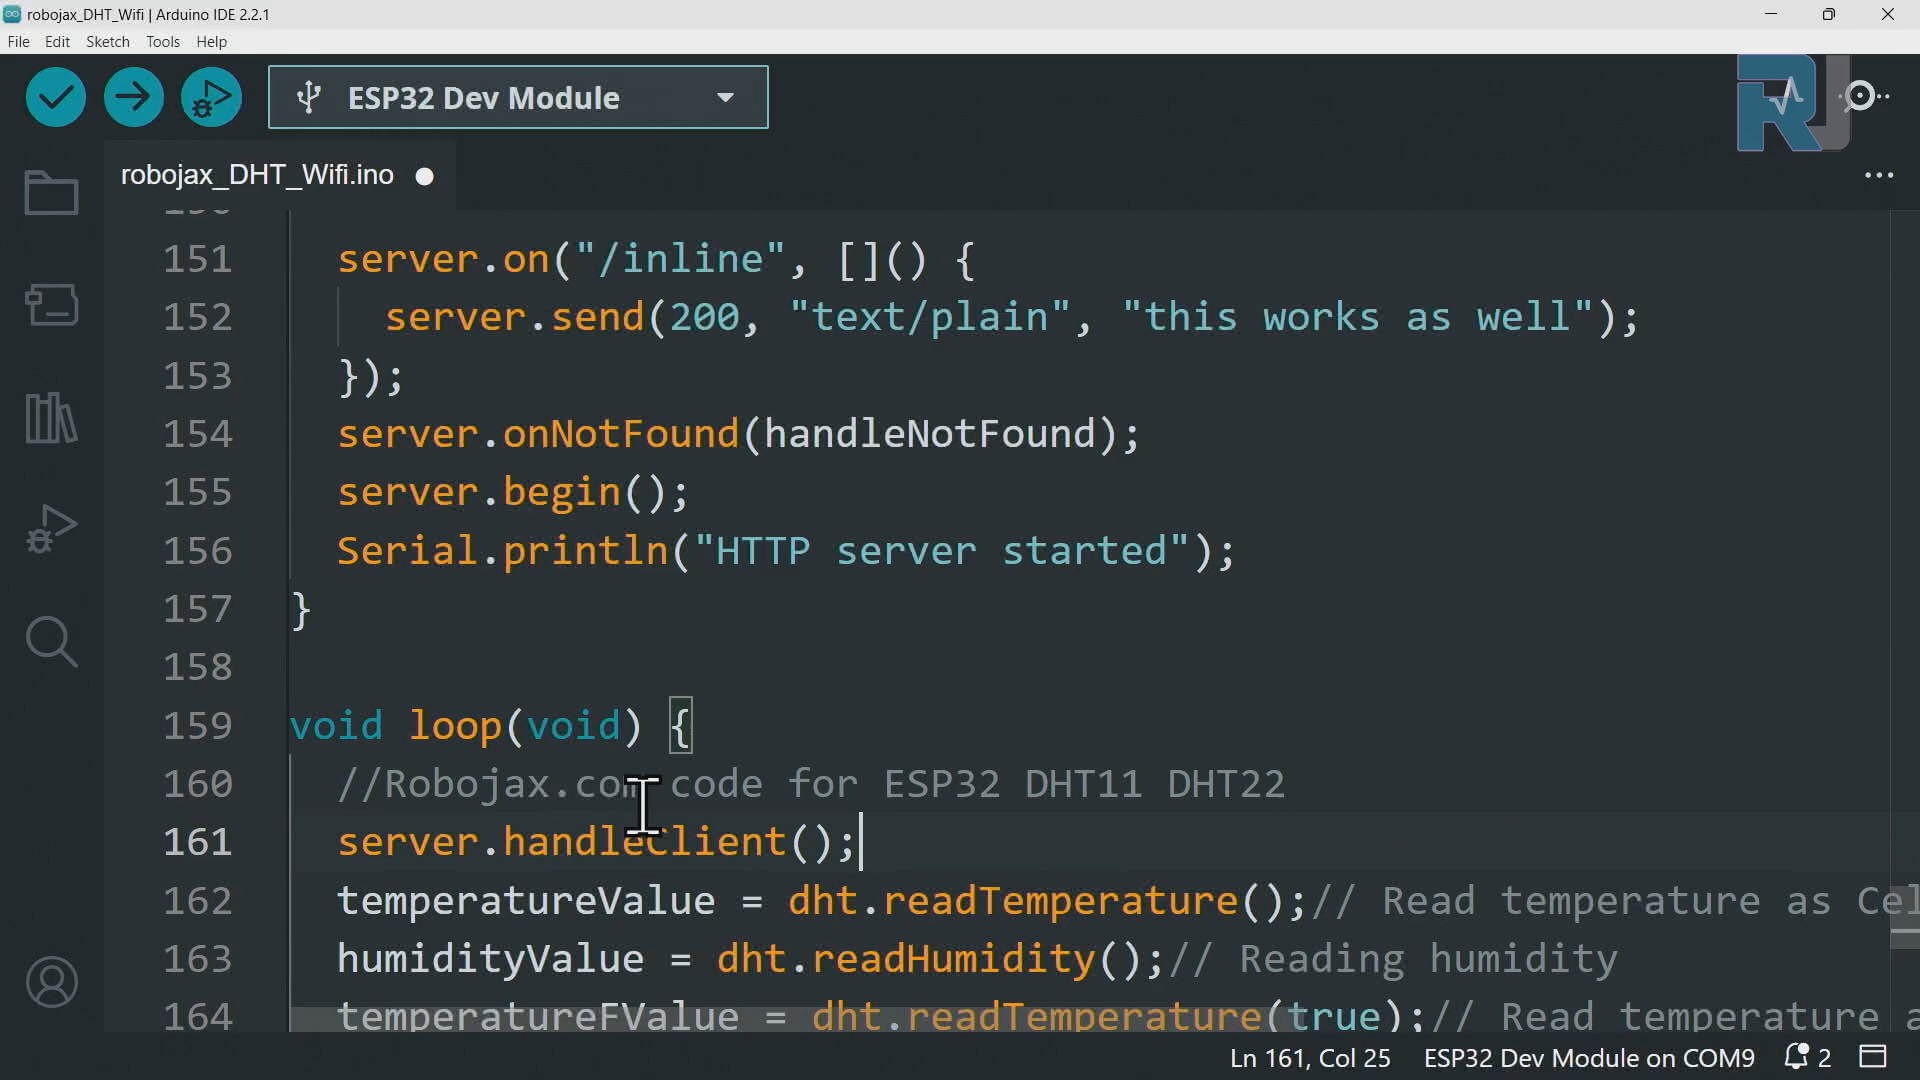 robojax_DHT_Wifi | Arduino IDE 2.2.1
File Edit Sketch Tools Help
ESP32 Dev Module
RJ
robojax_DHT_Wifi.ino
151 server.on("/inline", []() {
152 server.send(200, "text/plain", "this works as well");
153 });
154 server.onNotFound(handleNotFound);
155 server.begin();
156 Serial.println("HTTP server started");
157 }
158
159 void loop(void) {
160 //Robojax.com code for ESP32 DHT11 DHT22
161 server.handleClient();
162 temperatureValue = dht.readTemperature();// Read temperature as Cel
163 humidityValue = dht.readHumidity();// Reading humidity
164 temperatureFValue = dht.readTemperature(true);// Read temperature a
Ln 161, Col 25 ESP32 Dev Module on COM9 2